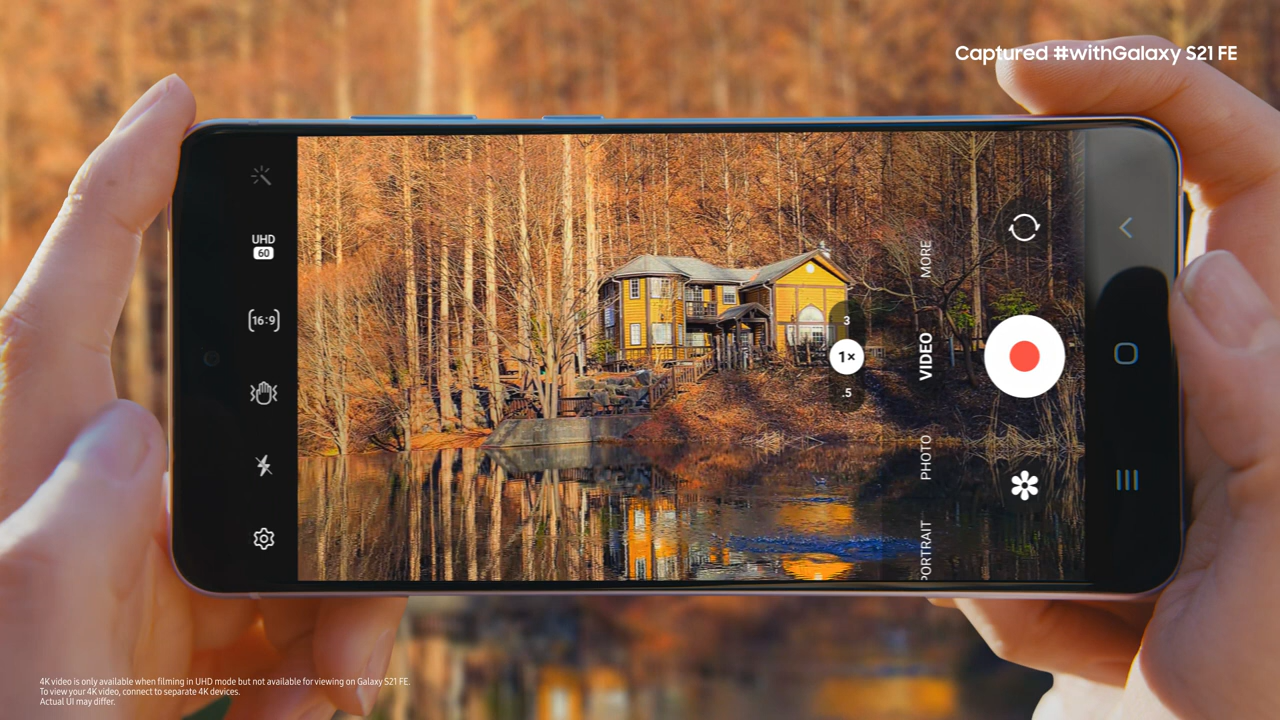 Captured #withGalaxy S21 FE
UHD
60
16:9
3
1×
.5
MORE
VIDEO
PHOTO
PORTRAIT
4K video is only available when filming in UHD mode but not available for viewing on Galaxy S21 FE.
To view your 4K video, connect to separate 4K devices.
Actual UI may differ.